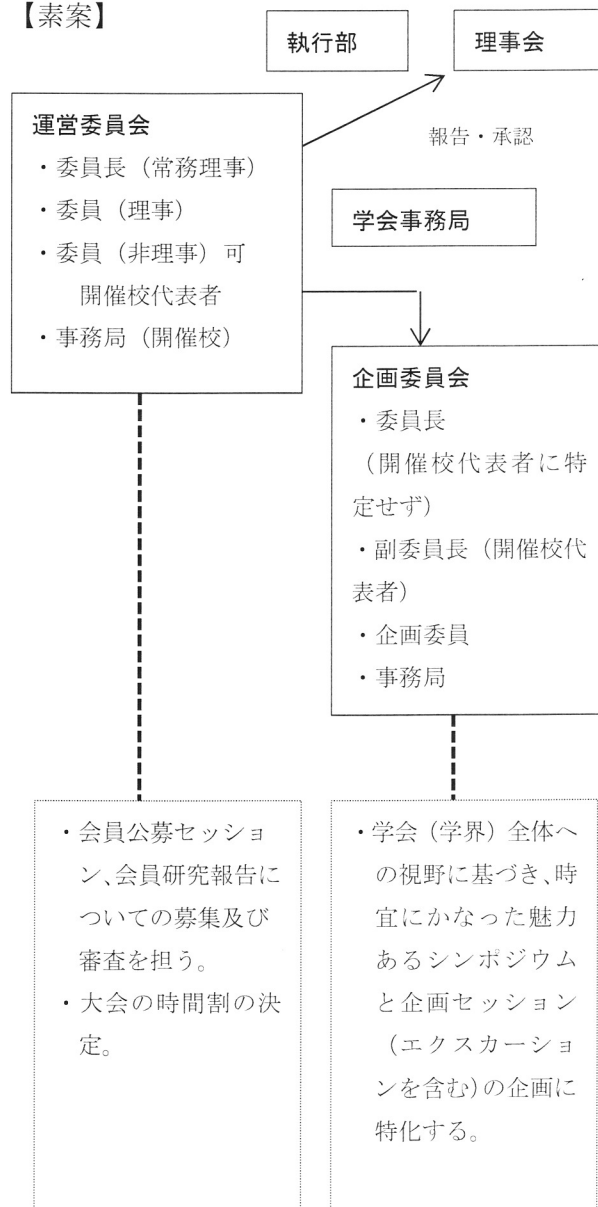 【素案】
執行部
理事会
運営委員会
・委員長(常務理事)
・委員(理事)
・委員(非理事)可
開催校代表者
・事務局(開催校)
報告・承認
学会事務局
企画委員会
・委員長
(開催校代表者に特
定せず)
・副委員長(開催校代
表者)
・企画委員
・事務局
・会員公募セッショ
ン、会員研究報告に
ついての募集及び
審査を担う。
・大会の時間割の決
定。
・学会(学界)全体へ
の視野に基づき、時
宜にかなった魅力
あるシンポジウム
と企画セッション
(エクスカーショ
ンを含む)の企画に
特化する。